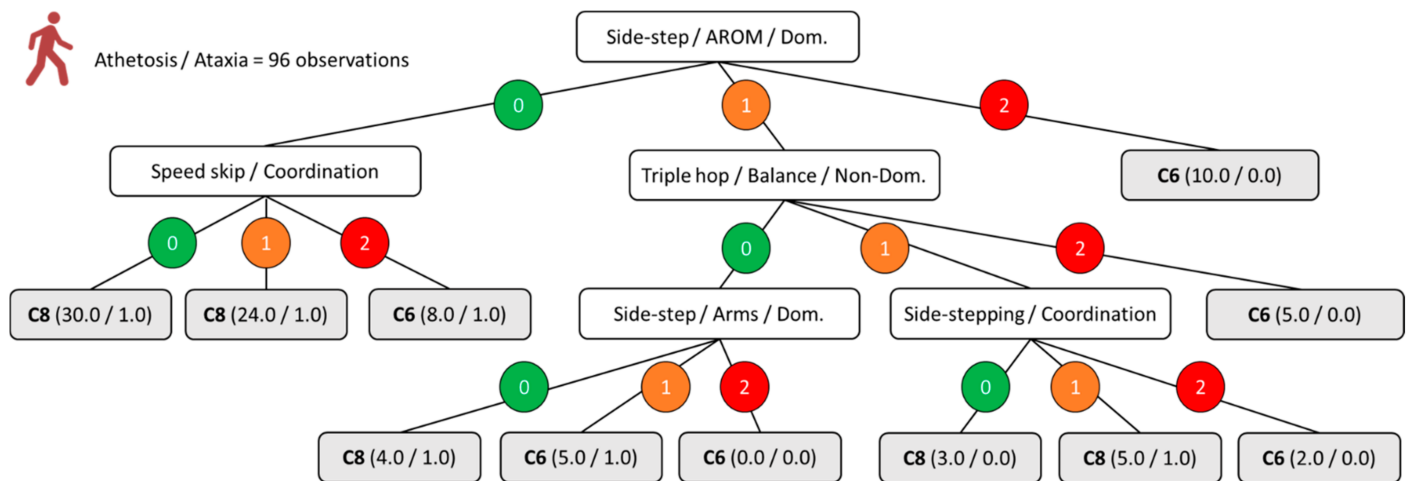 Side-step / AROM / Dom.
Athetosis / Ataxia = 96 observations
0
1
2
Speed skip / Coordination
Triple hop / Balance / Non-Dom.
C6 (10.0 / 0.0)
0
1
2
0
1
2
C8 (30.0 / 1.0)
C8 (24.0 / 1.0)
C6 (8.0 / 1.0)
Side-step / Arms / Dom.
Side-stepping / Coordination
C6 (5.0 / 0.0)
0
1
2
0
1
2
C8 (4.0 / 1.0)
C6 (5.0 / 1.0)
C6 (0.0 / 0.0)
C8 (3.0 / 0.0)
C8 (5.0 / 1.0)
C6 (2.0 / 0.0)